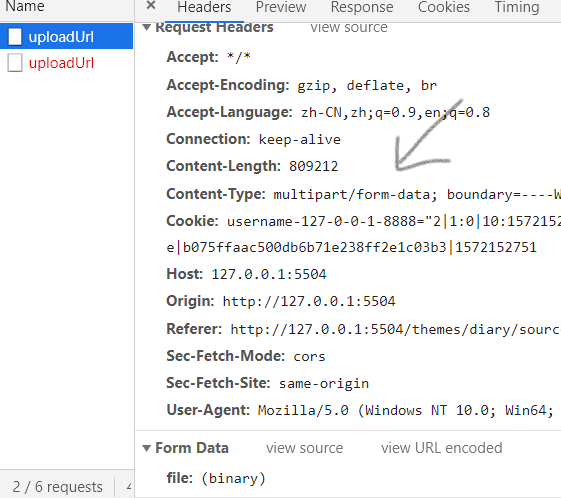 Name
× Headers Preview Response Cookies Timing
uploadUrl
uploadUrl
▼ Request Headers view source
Accept: */*
Accept-Encoding: gzip, deflate, br
Accept-Language: zh-CN,zh;q=0.9,en;q=0.8
Connection: keep-alive
Content-Length: 809212
Content-Type: multipart/form-data; boundary=----W
Cookie: username-127-0-0-1-8888="2|1:0|10:1572152
e|b075ffaac500db6b71e238ff2e1c03b3|1572152751
Host: 127.0.0.1:5504
Origin: http://127.0.0.1:5504
Referer: http://127.0.0.1:5504/themes/diary/sourc
Sec-Fetch-Mode: cors
Sec-Fetch-Site: same-origin
User-Agent: Mozilla/5.0 (Windows NT 10.0; Win64;
▼ Form Data view source view URL encoded
file: (binary)
2 / 6 requests